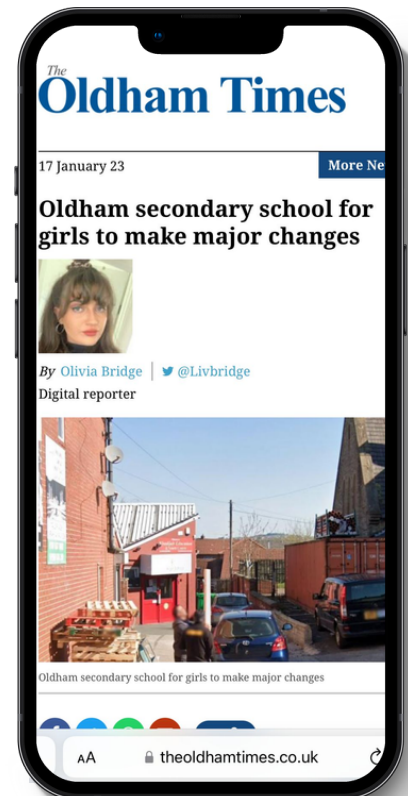 The
Oldham Times
17 January 23
More Ne
Oldham secondary school for
girls to make major changes
By Olivia Bridge
@Livbridge
Digital reporter
Oldham secondary school for girls to make major changes
AA
theoldhamtimes.co.uk